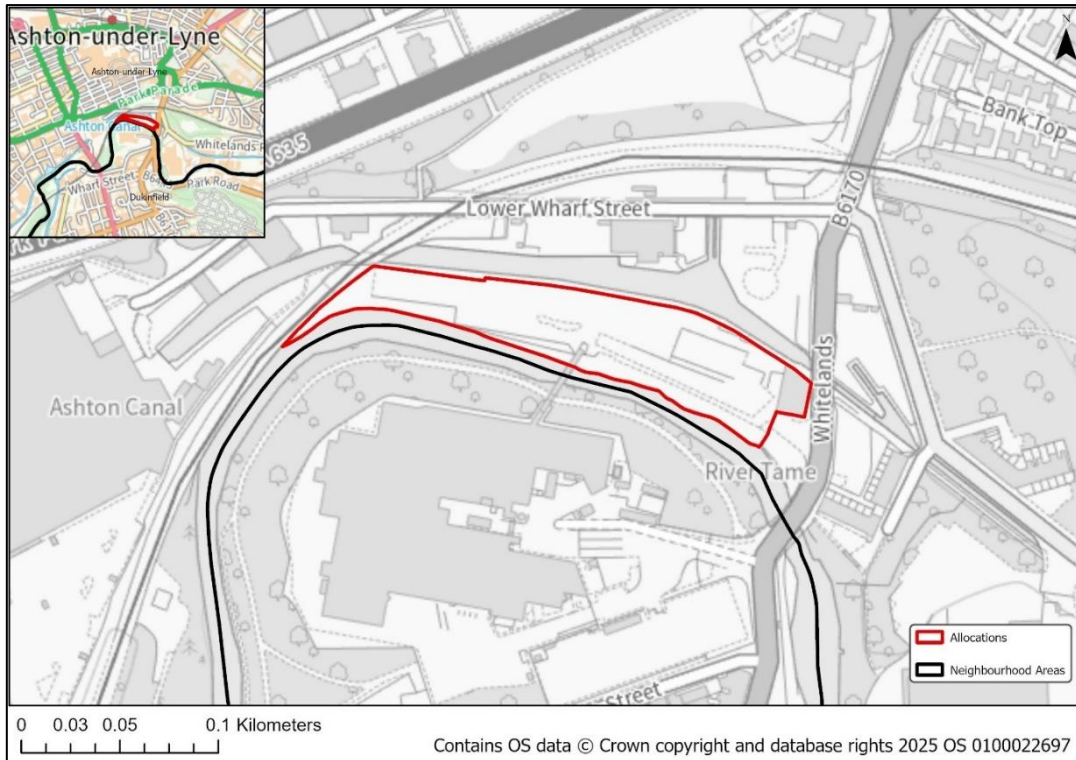 Ashton-under-Lyne
Ashton-under-Lyne
Park Parade
Ashton Canal
Whitelands
Wharf Street
B6445
Park Road
Dukinfield
N
A635
Bank Top
B6170
Lower Wharf Street
Ashton Canal
Whitelands
River Tame
Street
Allocations
Neighbourhood Areas
0 0.03 0.05 0.1 Kilometers
Contains OS data © Crown copyright and database rights 2025 OS 0100022697